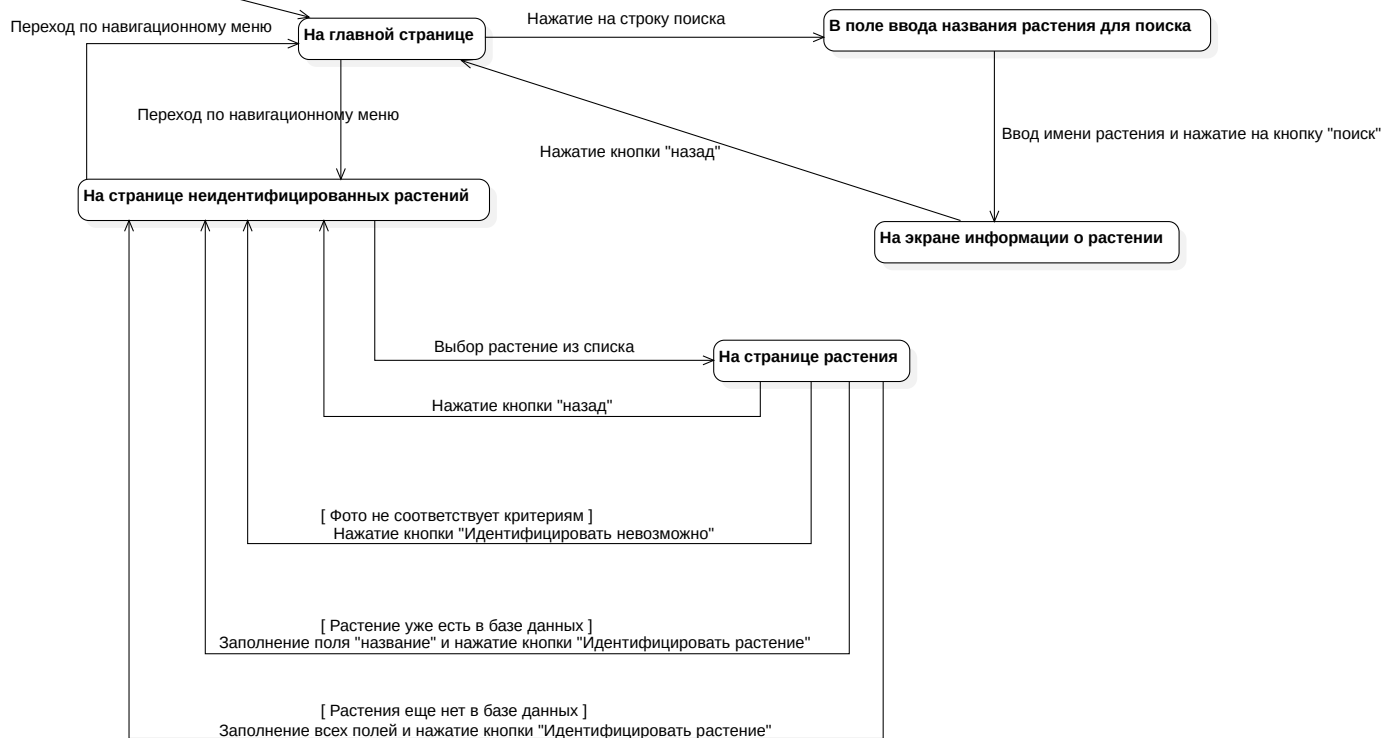 Нажатие на строку поиска
Переход по навигационному меню
На главной странице
В поле ввода названия растения для поиска
Переход по навигационному меню
Ввод имени растения и нажатие на кнопку "поиск"
Нажатие кнопки "назад"
На странице неидентифицированных растений
На экране информации о растении
Выбор растение из списка
На странице растения
Нажатие кнопки "назад"
[ Фото не соответствует критериям ]
Нажатие кнопки "Идентифицировать невозможно"
[ Растение уже есть в базе данных ]
Заполнение поля "название" и нажатие кнопки "Идентифицировать растение"
[ Растения еще нет в базе данных ]
Заполнение всех полей и нажатие кнопки "Идентифицировать растение"